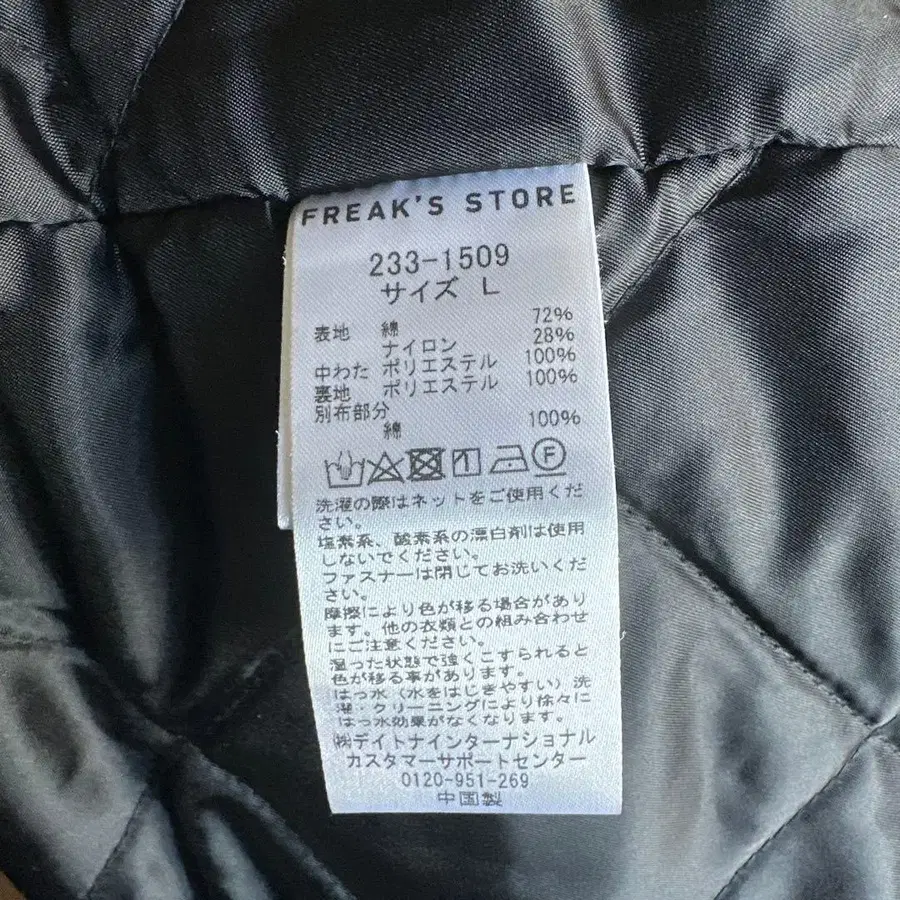 FREAK'S STORE
233-1509
サイズ L
表地 綿 72%
ナイロン 28%
中わた ポリエステル 100%
裏地 ポリエステル 100%
別布部分
綿 100%
F
洗濯の際はネットをご使用くだ
さい。
塩素系、酸素系の漂白剤は使用
しないでください。
ファスナーは閉じてお洗いくだ
さい。
摩擦により色が移る場合があり
ます。他の衣類との組み合わせ
にご注意ください。
湿った状態で強くこすられると
色が移る事があります。
はっ水（水をはじきやすい）洗
濯・クリーニングにより徐々に
はっ水効果がなくなります。
㈱デイトナインターナショナル
カスタマーサポートセンター
0120-951-269
中国製